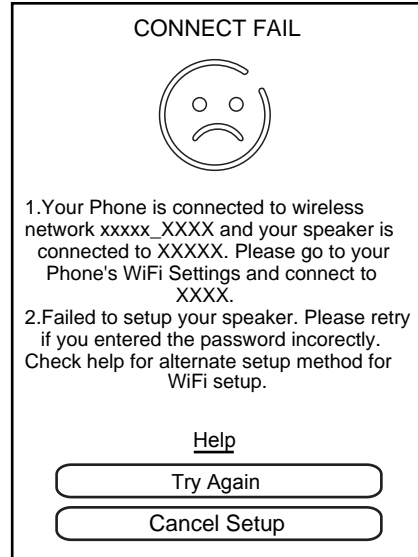 CONNECT FAIL
1.Your Phone is connected to wireless
network xxxxx_XXXX and your speaker is
connected to XXXXX. Please go to your
Phone's WiFi Settings and connect to
XXXX.
2.Failed to setup your speaker. Please retry
if you entered the password incorectly.
Check help for alternate setup method for
WiFi setup.
Help
Try Again
Cancel Setup